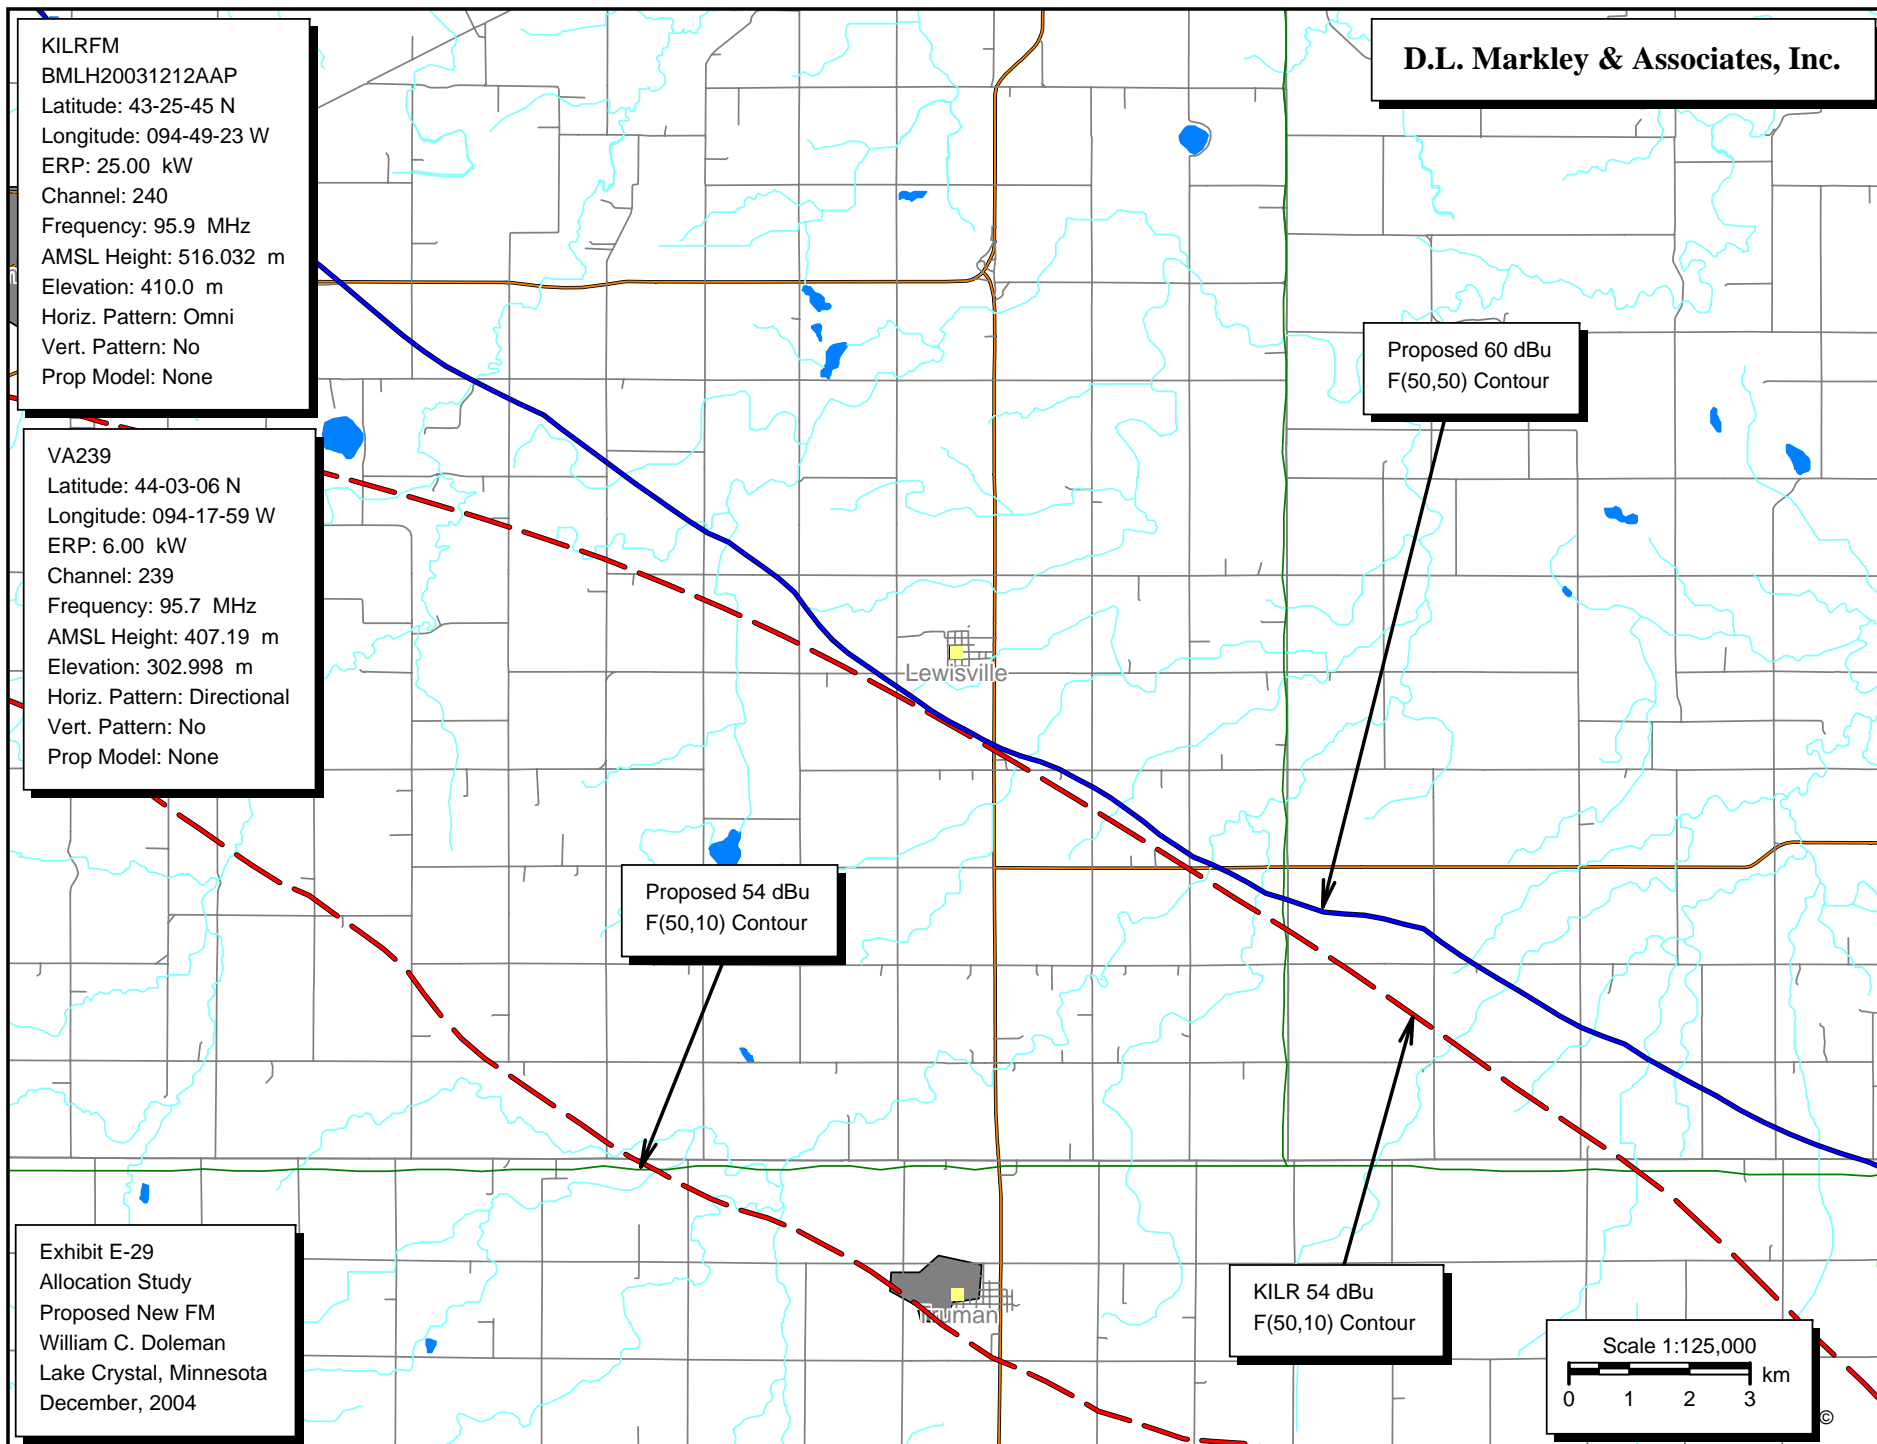 KILRFM
BMLH20031212AAP
Latitude: 43-25-45 N
Longitude: 094-49-23 W
ERP: 25.00 kW
Channel: 240
Frequency: 95.9 MHz
AMSL Height: 516.032 m
Elevation: 410.0 m
Horiz. Pattern: Omni
Vert. Pattern: No
Prop Model: None
D.L. Markley & Associates, Inc.
VA239
Latitude: 44-03-06 N
Longitude: 094-17-59 W
ERP: 6.00 kW
Channel: 239
Frequency: 95.7 MHz
AMSL Height: 407.19 m
Elevation: 302.998 m
Horiz. Pattern: Directional
Vert. Pattern: No
Prop Model: None
Proposed 60 dBu
F(50,50) Contour
Lewisville
Proposed 54 dBu
F(50,10) Contour
Truman
KILR 54 dBu
F(50,10) Contour
Exhibit E-29
Allocation Study
Proposed New FM
William C. Doleman
Lake Crystal, Minnesota
December, 2004
Scale 1:125,000
km
0 1 2 3
©